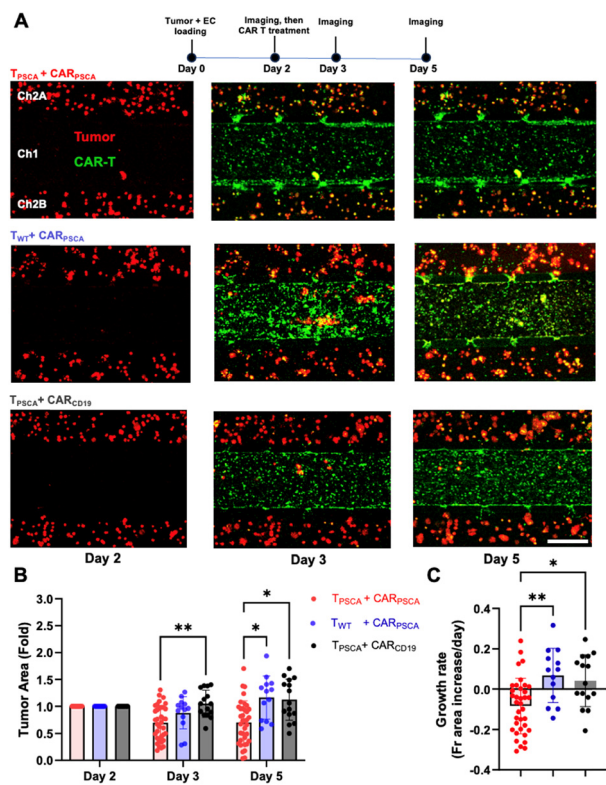 A
Tumor + EC
loading
Imaging, then
CAR T treatment
Imaging
Imaging
Day 0
Day 2
Day 3
Day 5
TPSCA + CARPSCA
Ch2A
Tumor
Ch1
CAR-T
Ch2B
TWT+ CARPSCA
TPSCA+ CARCD19
Day 2
Day 3
Day 5
B
Tumor Area (Fold)
3.0
2.5
2.0
1.5
1.0
0.5
0.0
**
*
*
Day 2
Day 3
Day 5
TPSCA + CARPSCA
TWT + CARPSCA
TPSCA+ CARCD19
C
Growth rate
(Fr area increase/day)
0.4
0.2
0.0
-0.2
-0.4
*
**